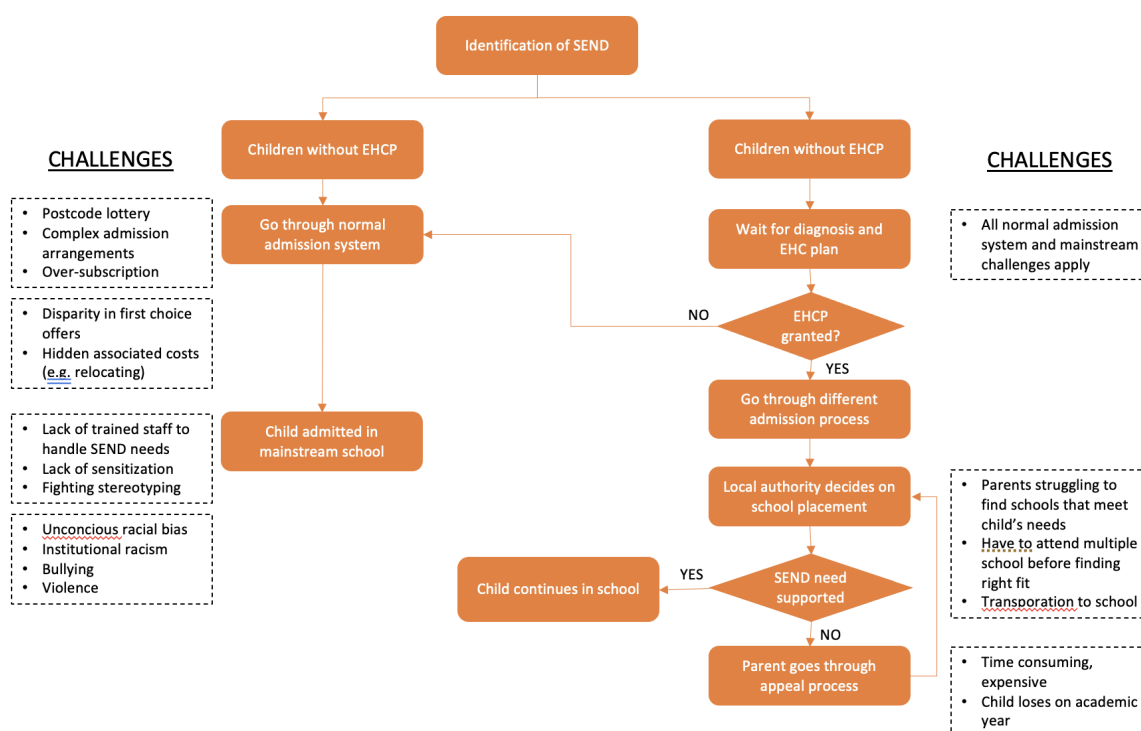 Identification of SEND
Children without EHCP
Children without EHCP
CHALLENGES
CHALLENGES
• Postcode lottery
• Complex admission
arrangements
• Over-subscription
Go through normal
admission system
Wait for diagnosis and
EHC plan
• All normal admission
system and mainstream
challenges apply
• Disparity in first choice
offers
• Hidden associated costs
(e.g. relocating)
NO
EHCP
granted?
YES
Go through different
admission process
• Lack of trained staff to
handle SEND needs
• Lack of sensitization
• Fighting stereotyping
Child admitted in
mainstream school
Local authority decides on
school placement
• Parents struggling to
find schools that meet
child’s needs
• Have to attend multiple
school before finding
right fit
• Transporation to school
• Unconcious racial bias
• Institutional racism
• Bullying
• Violence
Child continues in school
YES
SEND need
supported
NO
Parent goes through
appeal process
• Time consuming,
expensive
• Child loses on academic
year